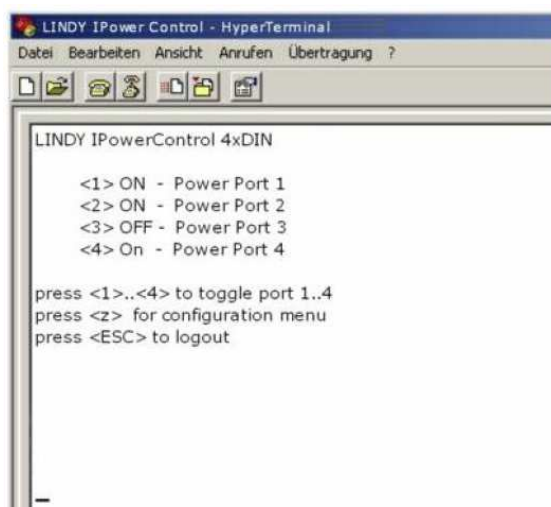 LINDY IPower Control - HyperTerminal
Datei Bearbeiten Ansicht Anrufen Übertragung ?
LINDY IPowerControl 4xDIN
<1> ON - Power Port 1
<2> ON - Power Port 2
<3> OFF - Power Port 3
<4> On - Power Port 4
press <1>..<4> to toggle port 1..4
press <z> for configuration menu
press <ESC> to logout